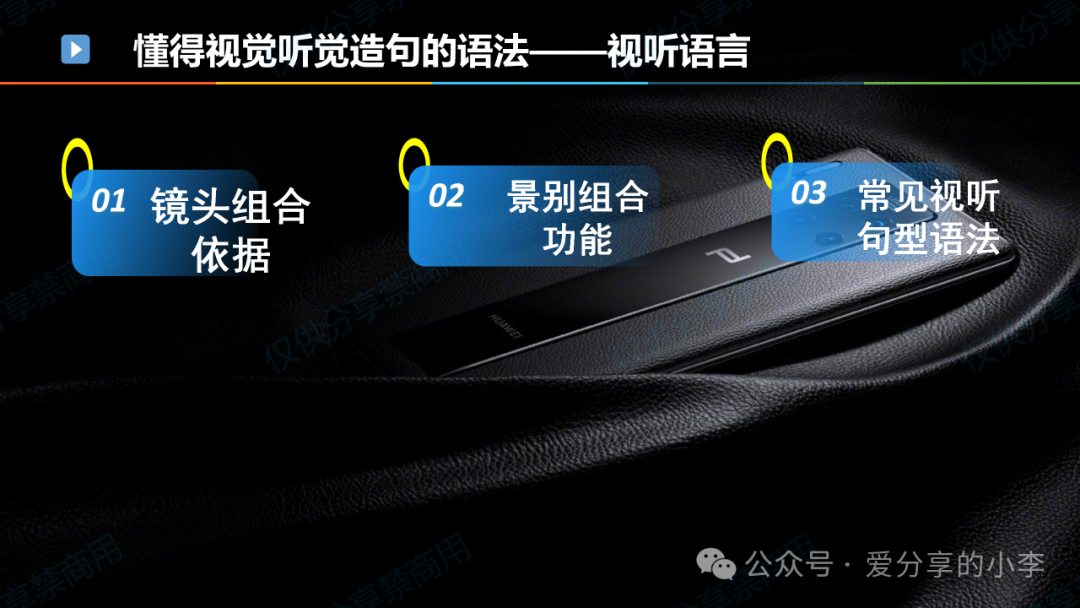 懂得视觉听觉造句的语法——视听语言
01 镜头组合
依据
02 景别组合
功能
03 常见视听
句型语法
HUAWEI
仅供分享禁商用
公众号 · 爱分享的小李